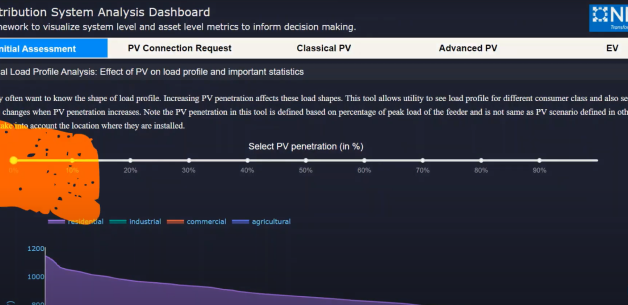 tribution System Analysis Dashboard
nework to visualize system level and asset level metrics to inform decision making.
nitial Assessment PV Connection Request Classical PV Advanced PV EV
al Load Profile Analysis: Effect of PV on load profile and important statistics
y often want to know the shape of load profile. Increasing PV penetration affects these load shapes. This tool allows utility to see load profile for different consumer class and also se
changes when PV penetration increases. Note the PV penetration in this tool is defined based on percentage of peak load of the feeder and is not same as PV scenario defined in oth
ake into account the location where they are installed.
Select PV penetration (in %)
0% 10% 20% 30% 40% 50% 60% 70% 80% 90%
residential industrial commercial agricultural
1200
1000
800